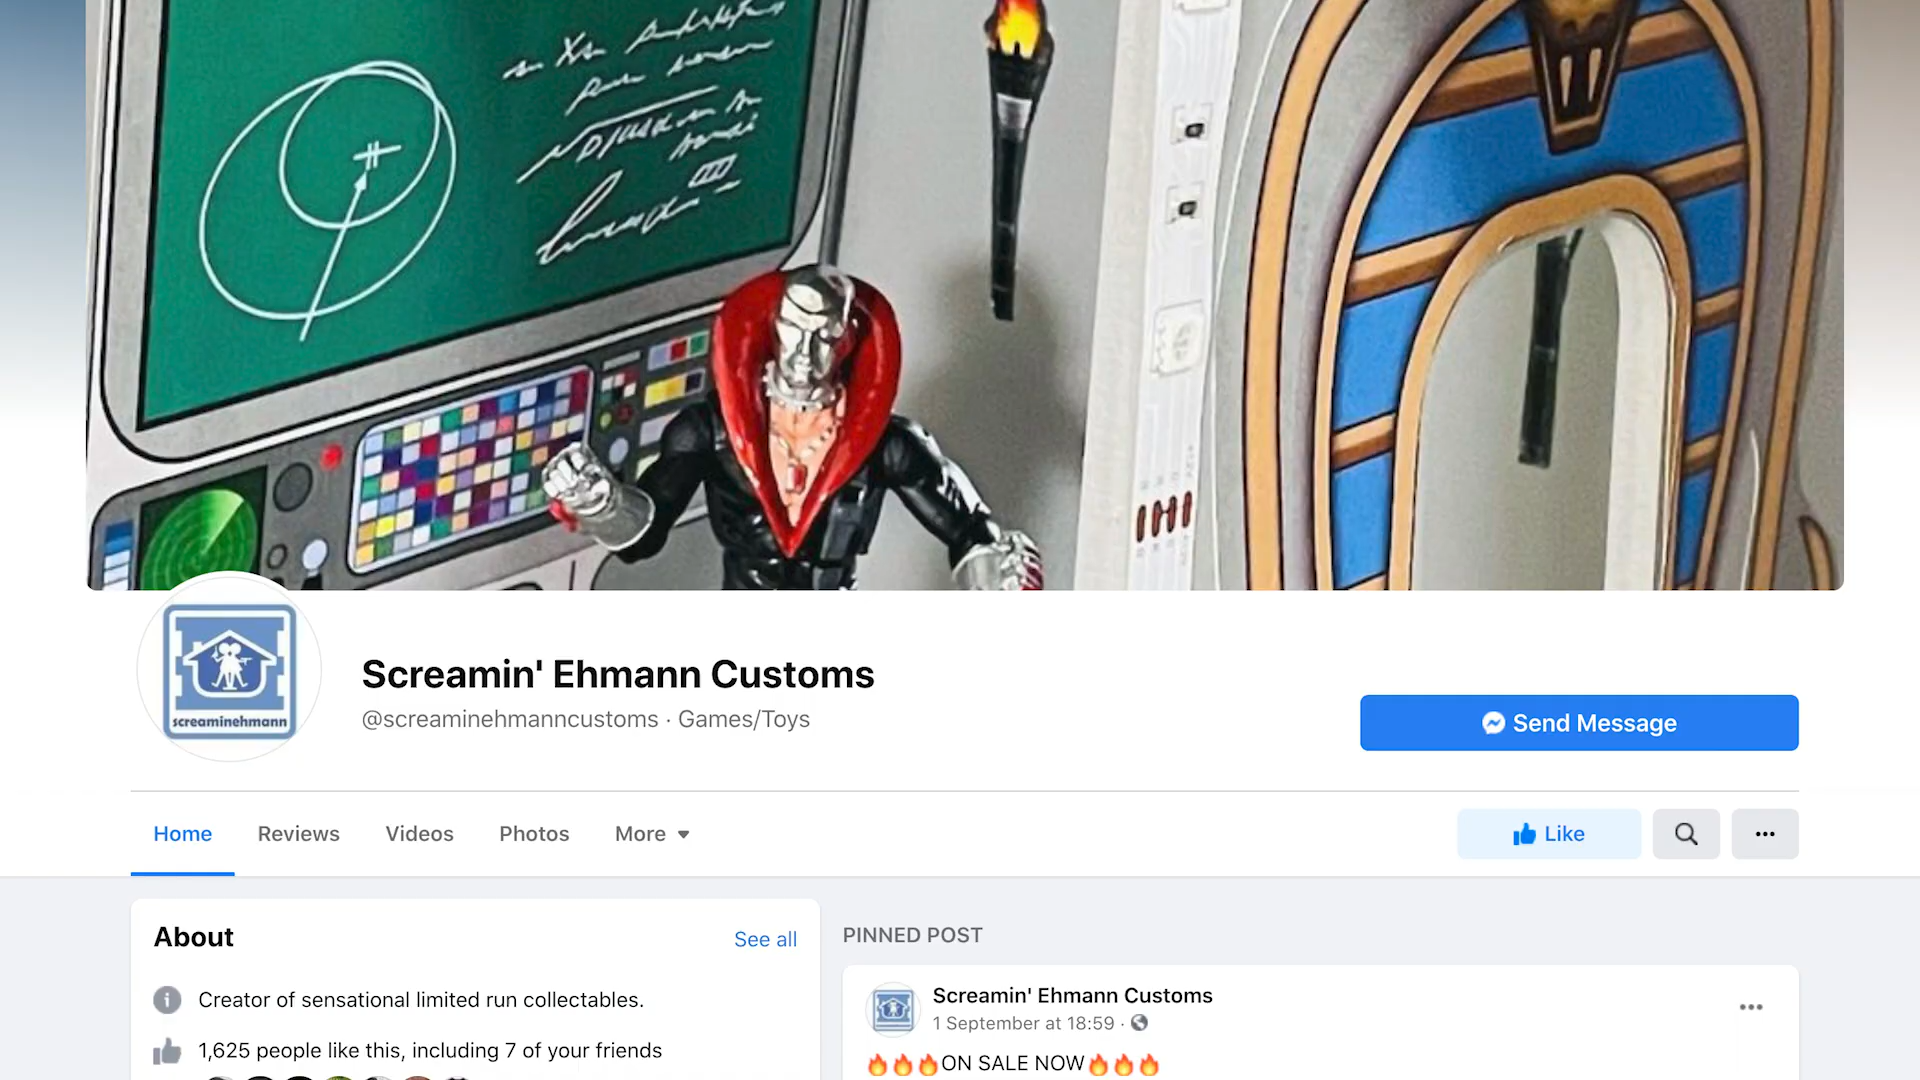 screaminehmann
Screamin' Ehmann Customs
@screaminehmanncustoms · Games/Toys
Send Message
Home
Reviews
Videos
Photos
More
Like
About
See all
Creator of sensational limited run collectables.
1,625 people like this, including 7 of your friends
PINNED POST
Screamin' Ehmann Customs
1 September at 18:59 ·
🔥🔥🔥ON SALE NOW🔥🔥🔥